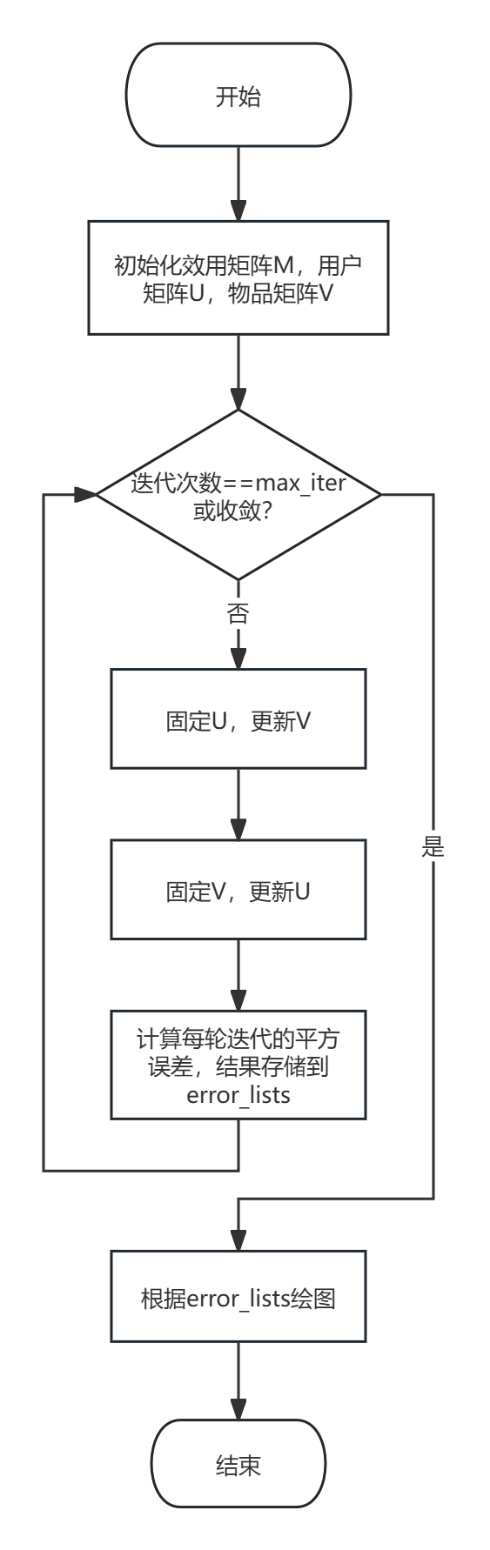 开始
初始化效用矩阵M，用户
矩阵U，物品矩阵V
迭代次数==max_iter
或收敛？
否
固定U，更新V
是
固定V，更新U
计算每轮迭代的平方
误差，结果存储到
error_lists
根据error_lists绘图
结束